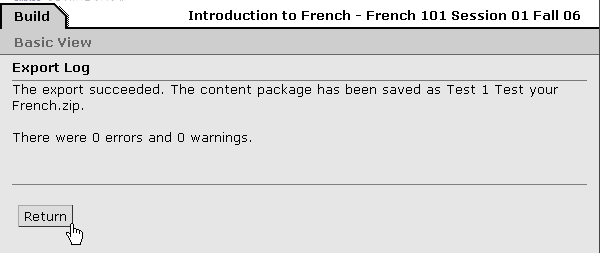 Build
Introduction to French - French 101 Session 01 Fall 06
Basic View
Export Log
The export succeeded. The content package has been saved as Test 1 Test your
French.zip.
There were 0 errors and 0 warnings.
Return